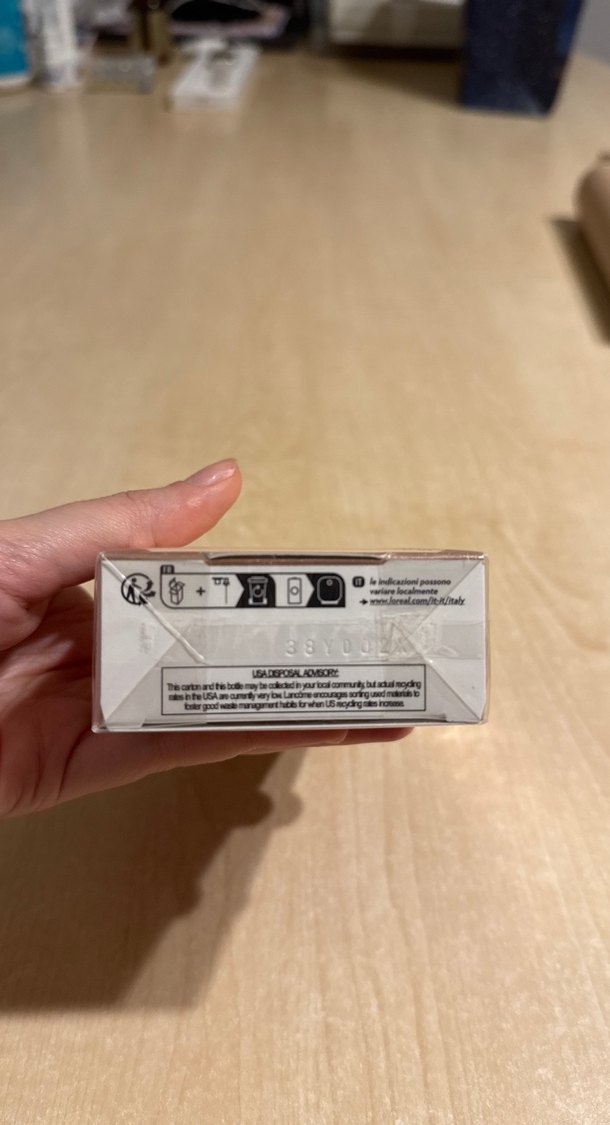 FR
+
IT le indicazioni possono
variare localmente
www.loreal.com/it-it/italy
38Y00
USA DISPOSAL ADVISORY:
This carton and this bottle may be collected in your local community, but actual recycling
rates in the USA are currently very low. Lancôme encourages sorting used materials to
foster good waste management habits for when US recycling rates increase.